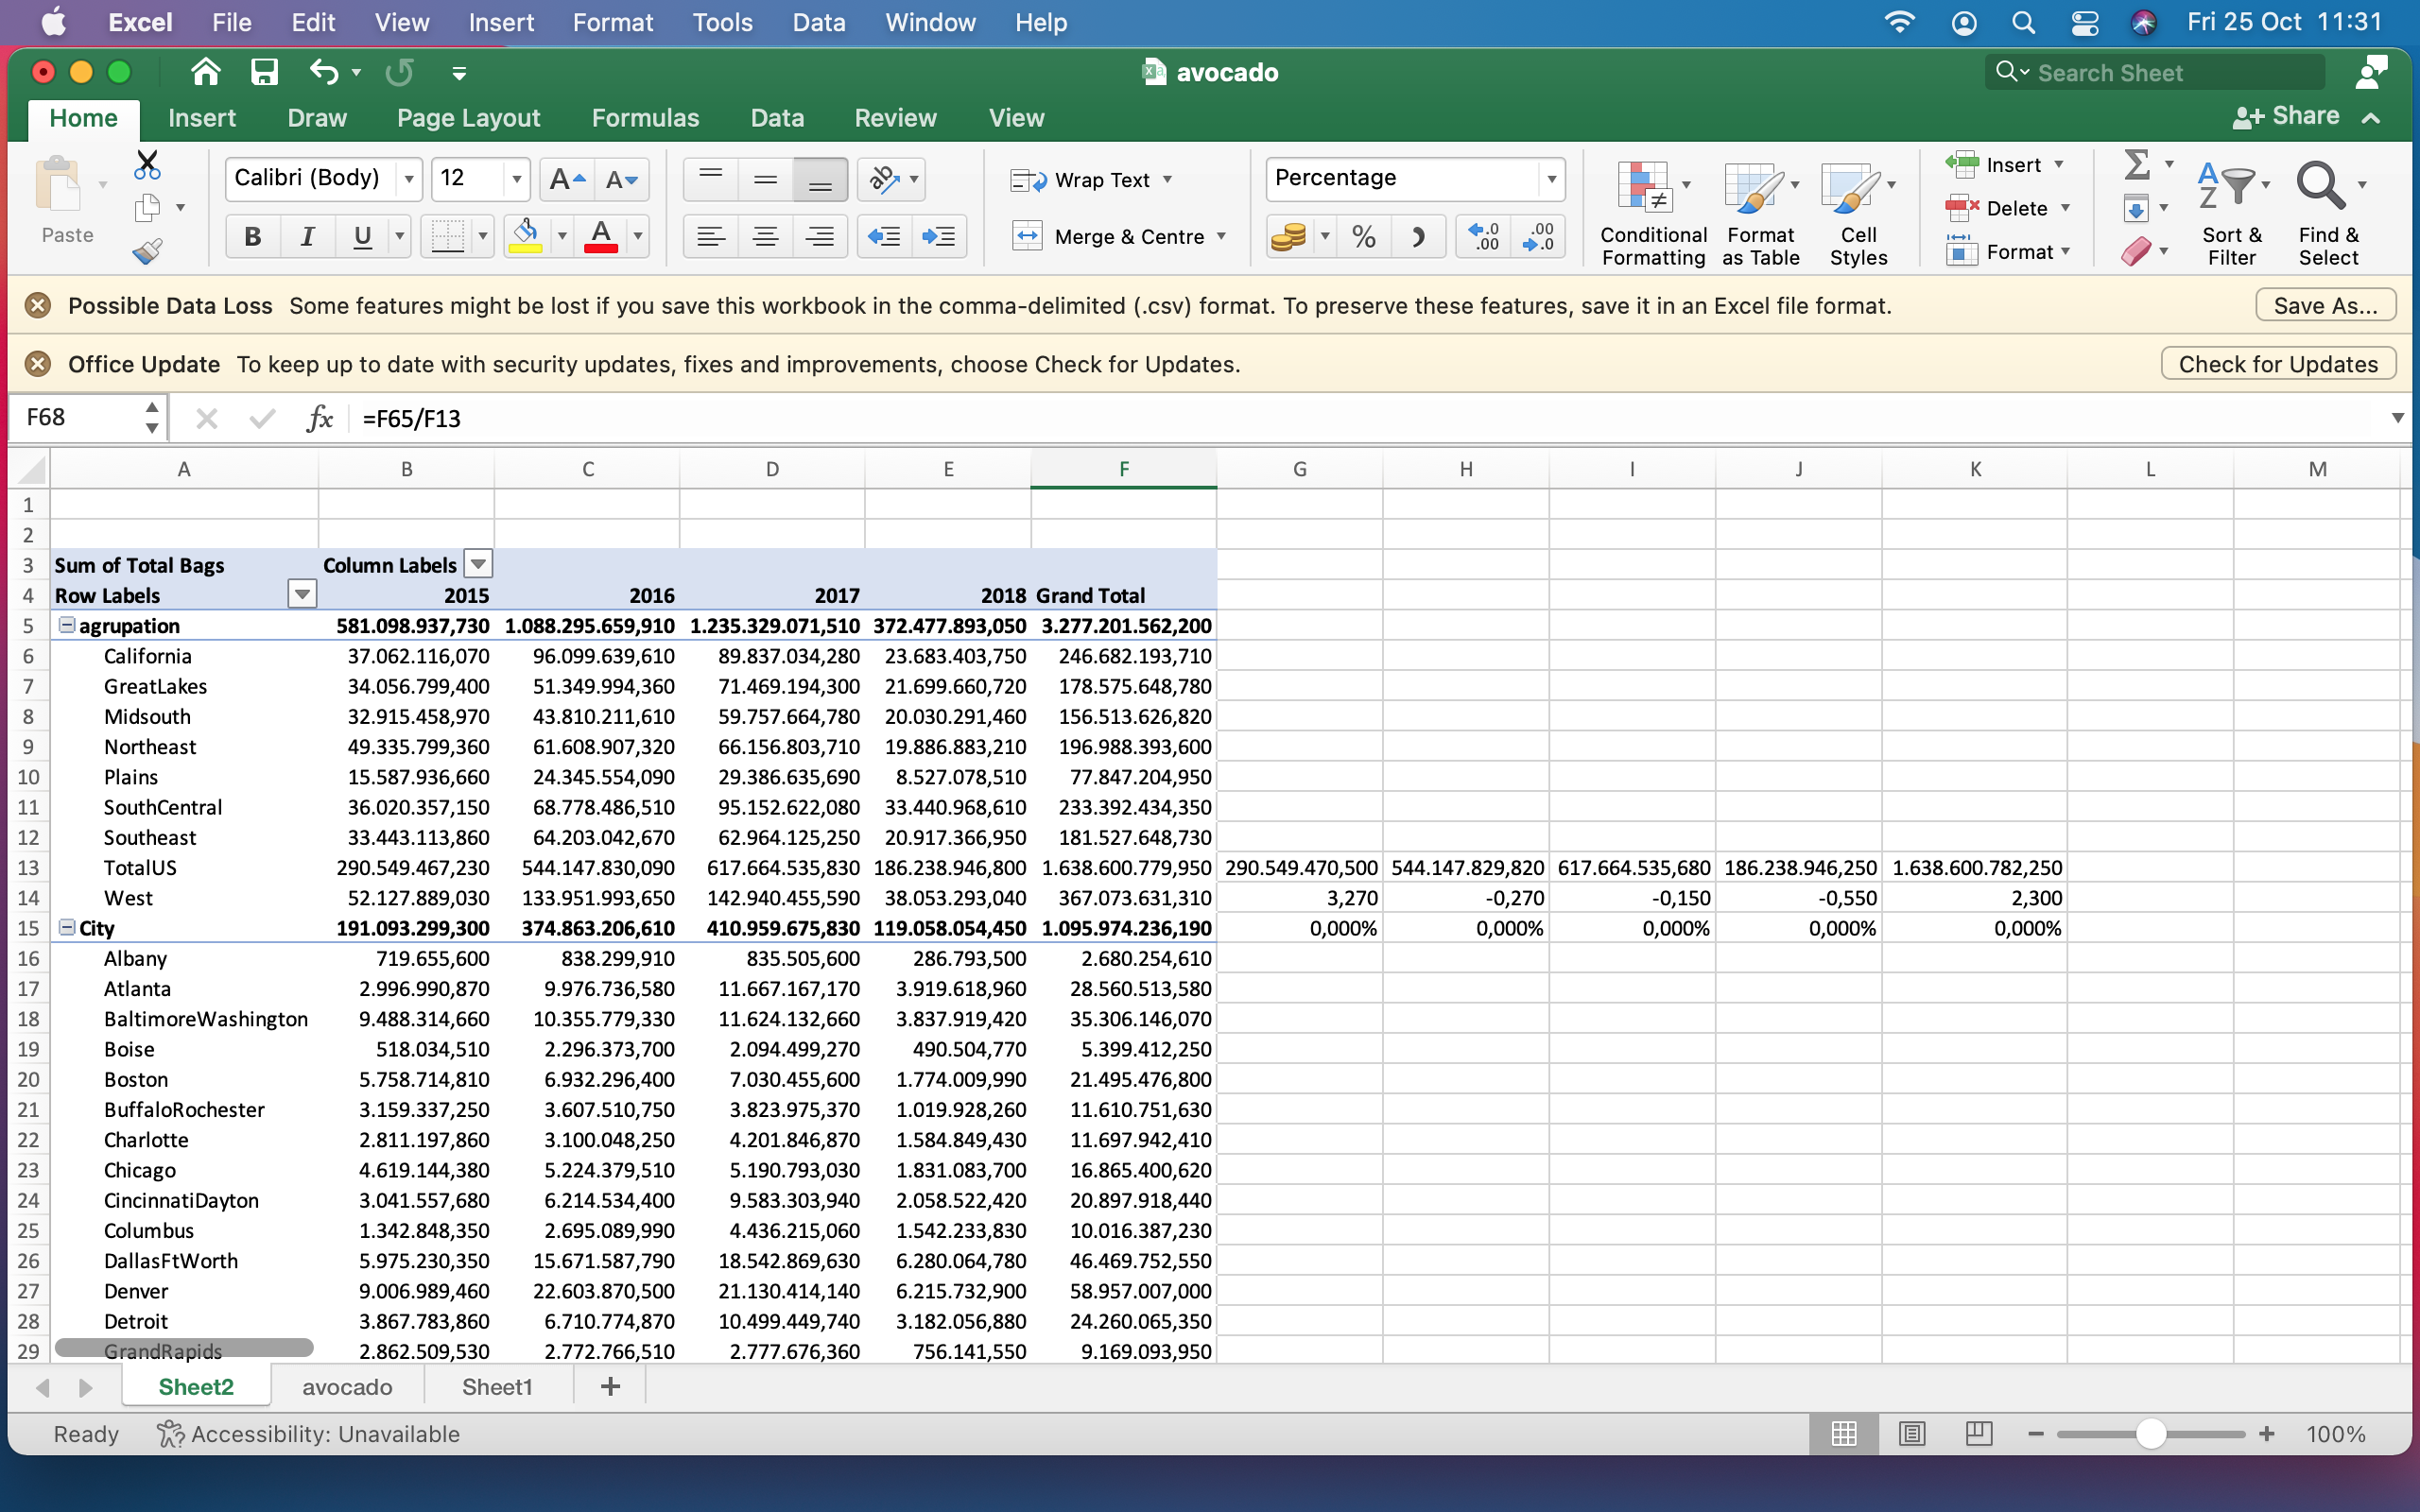 Excel File Edit View Insert Format Tools Data Window Help Fri 25 Oct 11:31
avocado Search Sheet
Home Insert Draw Page Layout Formulas Data Review View Share
Paste Calibri (Body) 12 A A Wrap Text Percentage Conditional Formatting Format as Table Cell Styles Insert Sort & Filter Find & Select
B I U A Merge & Centre % .0 .00 .00 .0 Delete Format
Possible Data Loss Some features might be lost if you save this workbook in the comma-delimited (.csv) format. To preserve these features, save it in an Excel file format. Save As...
Office Update To keep up to date with security updates, fixes and improvements, choose Check for Updates. Check for Updates
F68 fx =F65/F13
A B C D E F G H I J K L M
1
2
3 Sum of Total Bags Column Labels
4 Row Labels 2015 2016 2017 2018 Grand Total
5 agrupation 581.098.937,730 1.088.295.659,910 1.235.329.071,510 372.477.893,050 3.277.201.562,200
6 California 37.062.116,070 96.099.639,610 89.837.034,280 23.683.403,750 246.682.193,710
7 GreatLakes 34.056.799,400 51.349.994,360 71.469.194,300 21.699.660,720 178.575.648,780
8 Midsouth 32.915.458,970 43.810.211,610 59.757.664,780 20.030.291,460 156.513.626,820
9 Northeast 49.335.799,360 61.608.907,320 66.156.803,710 19.886.883,210 196.988.393,600
10 Plains 15.587.936,660 24.345.554,090 29.386.635,690 8.527.078,510 77.847.204,950
11 SouthCentral 36.020.357,150 68.778.486,510 95.152.622,080 33.440.968,610 233.392.434,350
12 Southeast 33.443.113,860 64.203.042,670 62.964.125,250 20.917.366,950 181.527.648,730
13 TotalUS 290.549.467,230 544.147.830,090 617.664.535,830 186.238.946,800 1.638.600.779,950 290.549.470,500 544.147.829,820 617.664.535,680 186.238.946,250 1.638.600.782,250
14 West 52.127.889,030 133.951.993,650 142.940.455,590 38.053.293,040 367.073.631,310 3,270 -0,270 -0,150 -0,550 2,300
15 City 191.093.299,300 374.863.206,610 410.959.675,830 119.058.054,450 1.095.974.236,190 0,000% 0,000% 0,000% 0,000% 0,000%
16 Albany 719.655,600 838.299,910 835.505,600 286.793,500 2.680.254,610
17 Atlanta 2.996.990,870 9.976.736,580 11.667.167,170 3.919.618,960 28.560.513,580
18 BaltimoreWashington 9.488.314,660 10.355.779,330 11.624.132,660 3.837.919,420 35.306.146,070
19 Boise 518.034,510 2.296.373,700 2.094.499,270 490.504,770 5.399.412,250
20 Boston 5.758.714,810 6.932.296,400 7.030.455,600 1.774.009,990 21.495.476,800
21 BuffaloRochester 3.159.337,250 3.607.510,750 3.823.975,370 1.019.928,260 11.610.751,630
22 Charlotte 2.811.197,860 3.100.048,250 4.201.846,870 1.584.849,430 11.697.942,410
23 Chicago 4.619.144,380 5.224.379,510 5.190.793,030 1.831.083,700 16.865.400,620
24 CincinnatiDayton 3.041.557,680 6.214.534,400 9.583.303,940 2.058.522,420 20.897.918,440
25 Columbus 1.342.848,350 2.695.089,990 4.436.215,060 1.542.233,830 10.016.387,230
26 DallasFtWorth 5.975.230,350 15.671.587,790 18.542.869,630 6.280.064,780 46.469.752,550
27 Denver 9.006.989,460 22.603.870,500 21.130.414,140 6.215.732,900 58.957.007,000
28 Detroit 3.867.783,860 6.710.774,870 10.499.449,740 3.182.056,880 24.260.065,350
29 GrandRapids 2.862.509,530 2.772.766,510 2.777.676,360 756.141,550 9.169.093,950
Sheet2 avocado Sheet1 +
Ready Accessibility: Unavailable 100%